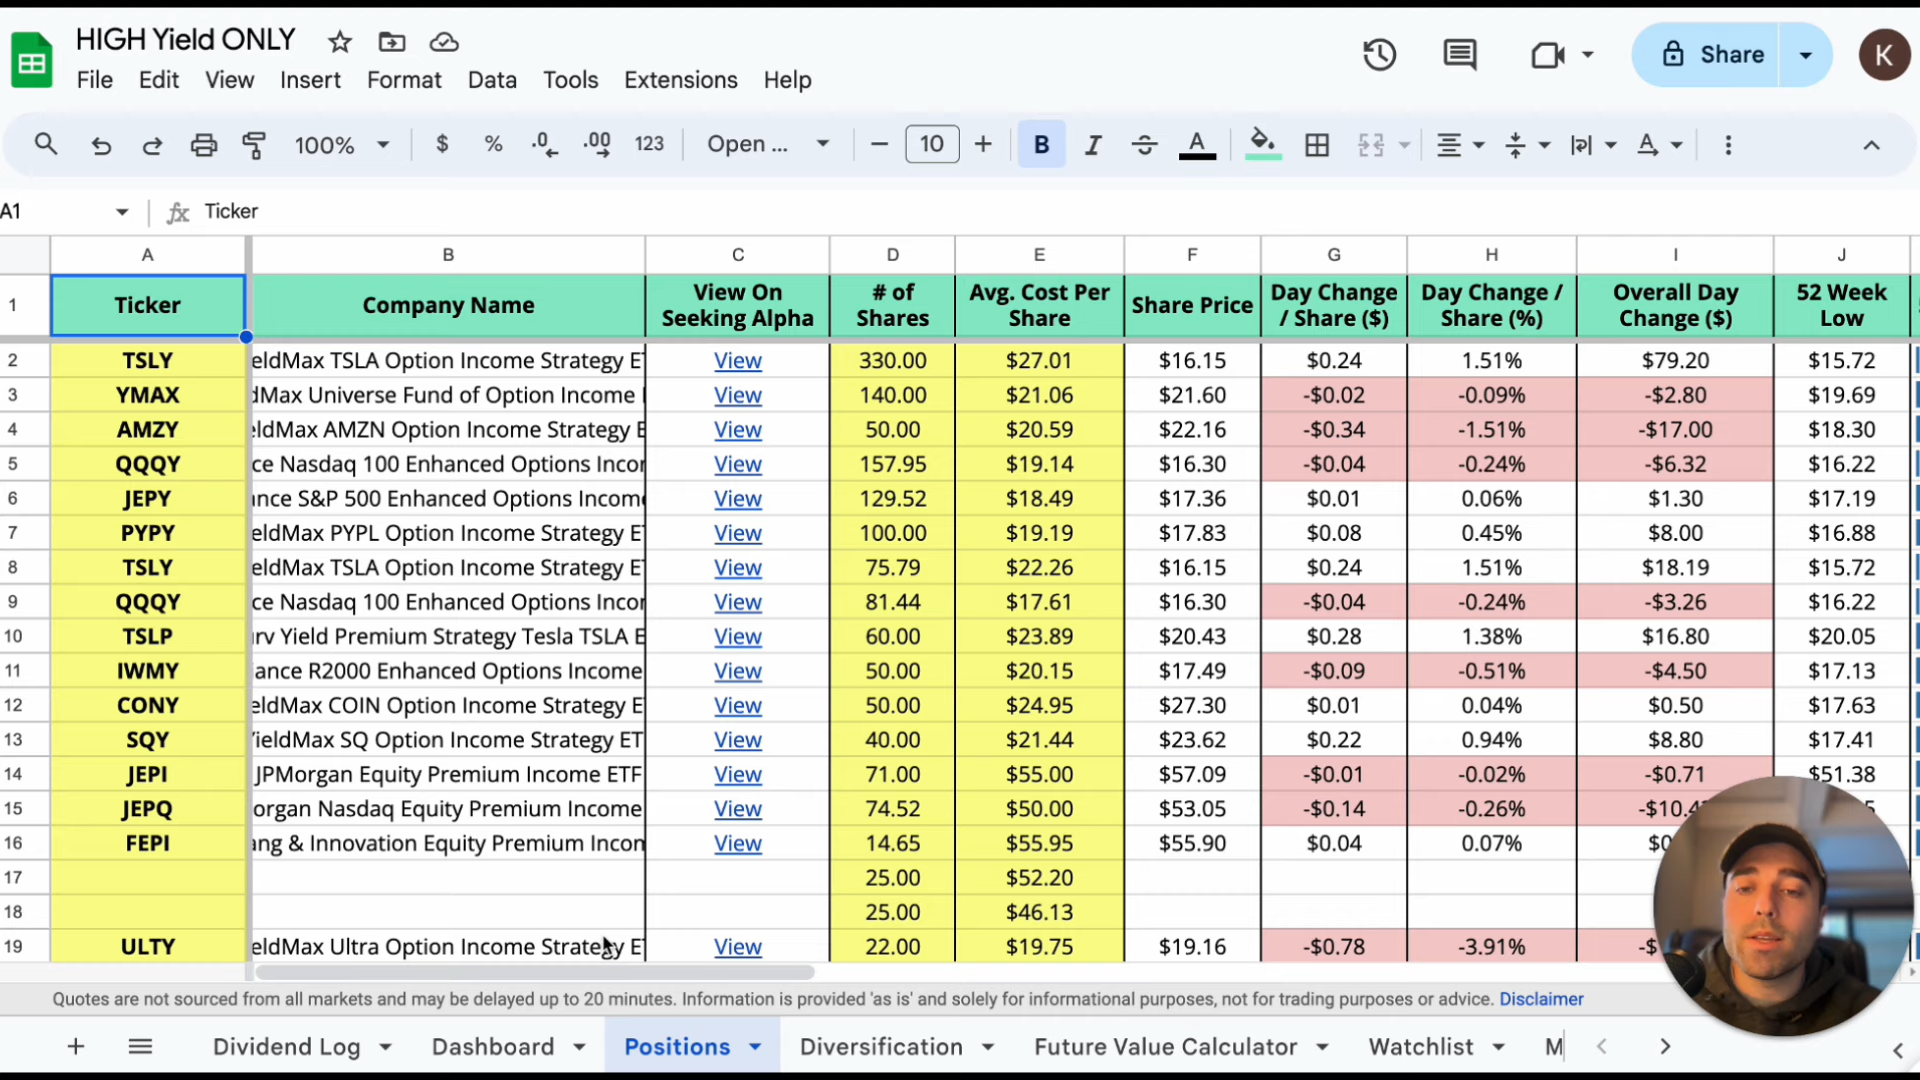 HIGH Yield ONLY
File Edit View Insert Format Data Tools Extensions Help
Share
K
100% $ % .0 .00 123 Open ... 10 B I A
A1 fx Ticker
A B C D E F G H I J
1 Ticker Company Name View On Seeking Alpha # of Shares Avg. Cost Per Share Share Price Day Change / Share ($) Day Change / Share (%) Overall Day Change ($) 52 Week Low
2 TSLY eldMax TSLA Option Income Strategy ET View 330.00 $27.01 $16.15 $0.24 1.51% $79.20 $15.72
3 YMAX dMax Universe Fund of Option Income View 140.00 $21.06 $21.60 -$0.02 -0.09% -$2.80 $19.69
4 AMZY eldMax AMZN Option Income Strategy E View 50.00 $20.59 $22.16 -$0.34 -1.51% -$17.00 $18.30
5 QQQY ce Nasdaq 100 Enhanced Options Incor View 157.95 $19.14 $16.30 -$0.04 -0.24% -$6.32 $16.22
6 JEPY ance S&P 500 Enhanced Options Income View 129.52 $18.49 $17.36 $0.01 0.06% $1.30 $17.19
7 PYPY eldMax PYPL Option Income Strategy ET View 100.00 $19.19 $17.83 $0.08 0.45% $8.00 $16.88
8 TSLY eldMax TSLA Option Income Strategy ET View 75.79 $22.26 $16.15 $0.24 1.51% $18.19 $15.72
9 QQQY ce Nasdaq 100 Enhanced Options Incor View 81.44 $17.61 $16.30 -$0.04 -0.24% -$3.26 $16.22
10 TSLP urv Yield Premium Strategy Tesla TSLA E View 60.00 $23.89 $20.43 $0.28 1.38% $16.80 $20.05
11 IWMY iance R2000 Enhanced Options Income View 50.00 $20.15 $17.49 -$0.09 -0.51% -$4.50 $17.13
12 CONY eldMax COIN Option Income Strategy ET View 50.00 $24.95 $27.30 $0.01 0.04% $0.50 $17.63
13 SQY YieldMax SQ Option Income Strategy ET View 40.00 $21.44 $23.62 $0.22 0.94% $8.80 $17.41
14 JEPI JPMorgan Equity Premium Income ETF View 71.00 $55.00 $57.09 -$0.01 -0.02% -$0.71 $51.38
15 JEPQ organ Nasdaq Equity Premium Income View 74.52 $50.00 $53.05 -$0.14 -0.26% -$10.4
16 FEPI ang & Innovation Equity Premium Incom View 14.65 $55.95 $55.90 $0.04 0.07% $0
17 25.00 $52.20
18 25.00 $46.13
19 ULTY eldMax Ultra Option Income Strategy ET View 22.00 $19.75 $19.16 -$0.78 -3.91% -$
Quotes are not sourced from all markets and may be delayed up to 20 minutes. Information is provided 'as is' and solely for informational purposes, not for trading purposes or advice. Disclaimer
Dividend Log Dashboard Positions Diversification Future Value Calculator Watchlist M